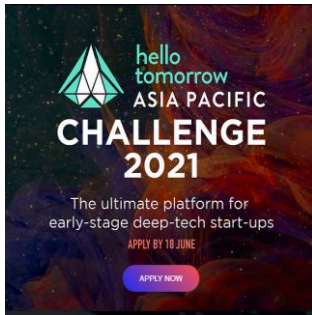 hello
tomorrow
ASIA PACIFIC
CHALLENGE
2021
The ultimate platform for
early-stage deep-tech start-ups
APPLY BY 18 JUNE
APPLY NOW